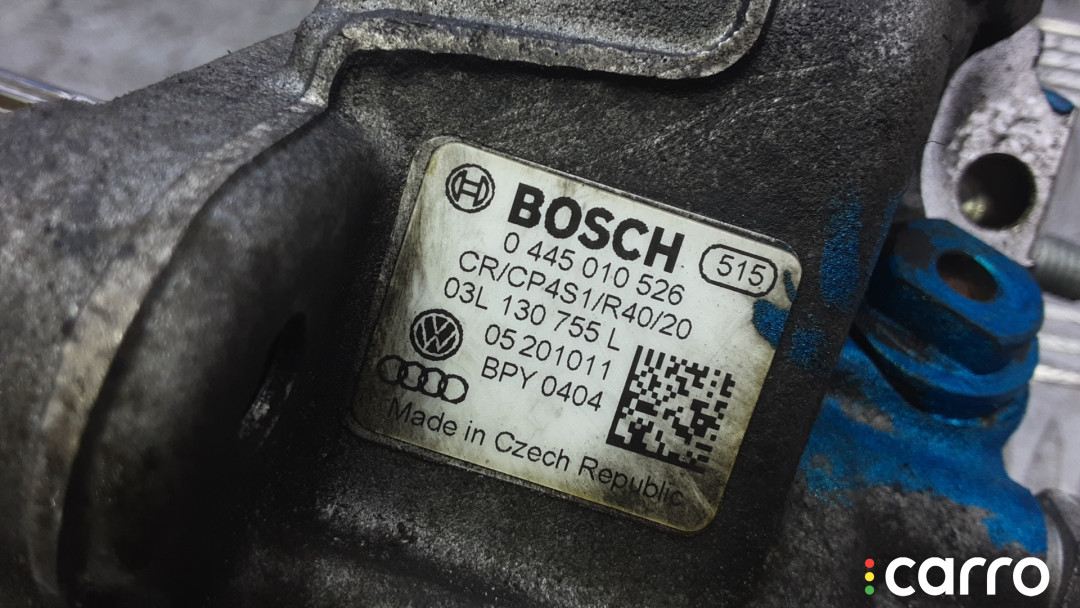 BOSCH
515
0 445 010 526
CR/CP4S1/R40/20
03L 130 755 L
05 201011
BPY 0404
Made in Czech Republic
carro